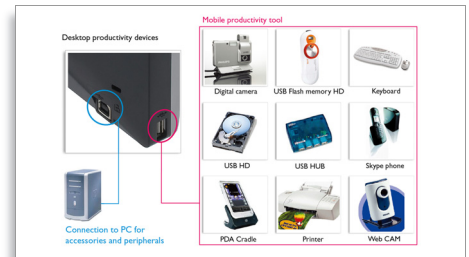 Mobile productivity tool
Desktop productivity devices
Digital camera
USB Flash memory HD
Keyboard
USB HD
USB HUB
Skype phone
Connection to PC for
accessories and peripherals
PDA Cradle
Printer
Web CAM